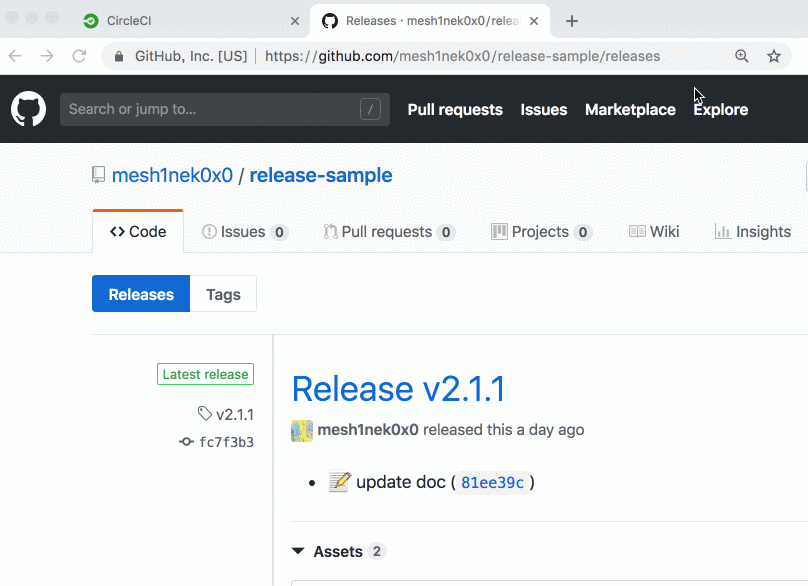 CircleCI
Releases · mesh1nek0x0/relea
GitHub, Inc. [US] https://github.com/mesh1nek0x0/release-sample/releases
Search or jump to... / Pull requests Issues Marketplace Explore
mesh1nek0x0 / release-sample
Code Issues 0 Pull requests 0 Projects 0 Wiki Insights
Releases Tags
Latest release
v2.1.1
fc7f3b3
Release v2.1.1
mesh1nek0x0 released this a day ago
• 📝 update doc ( 81ee39c )
Assets 2